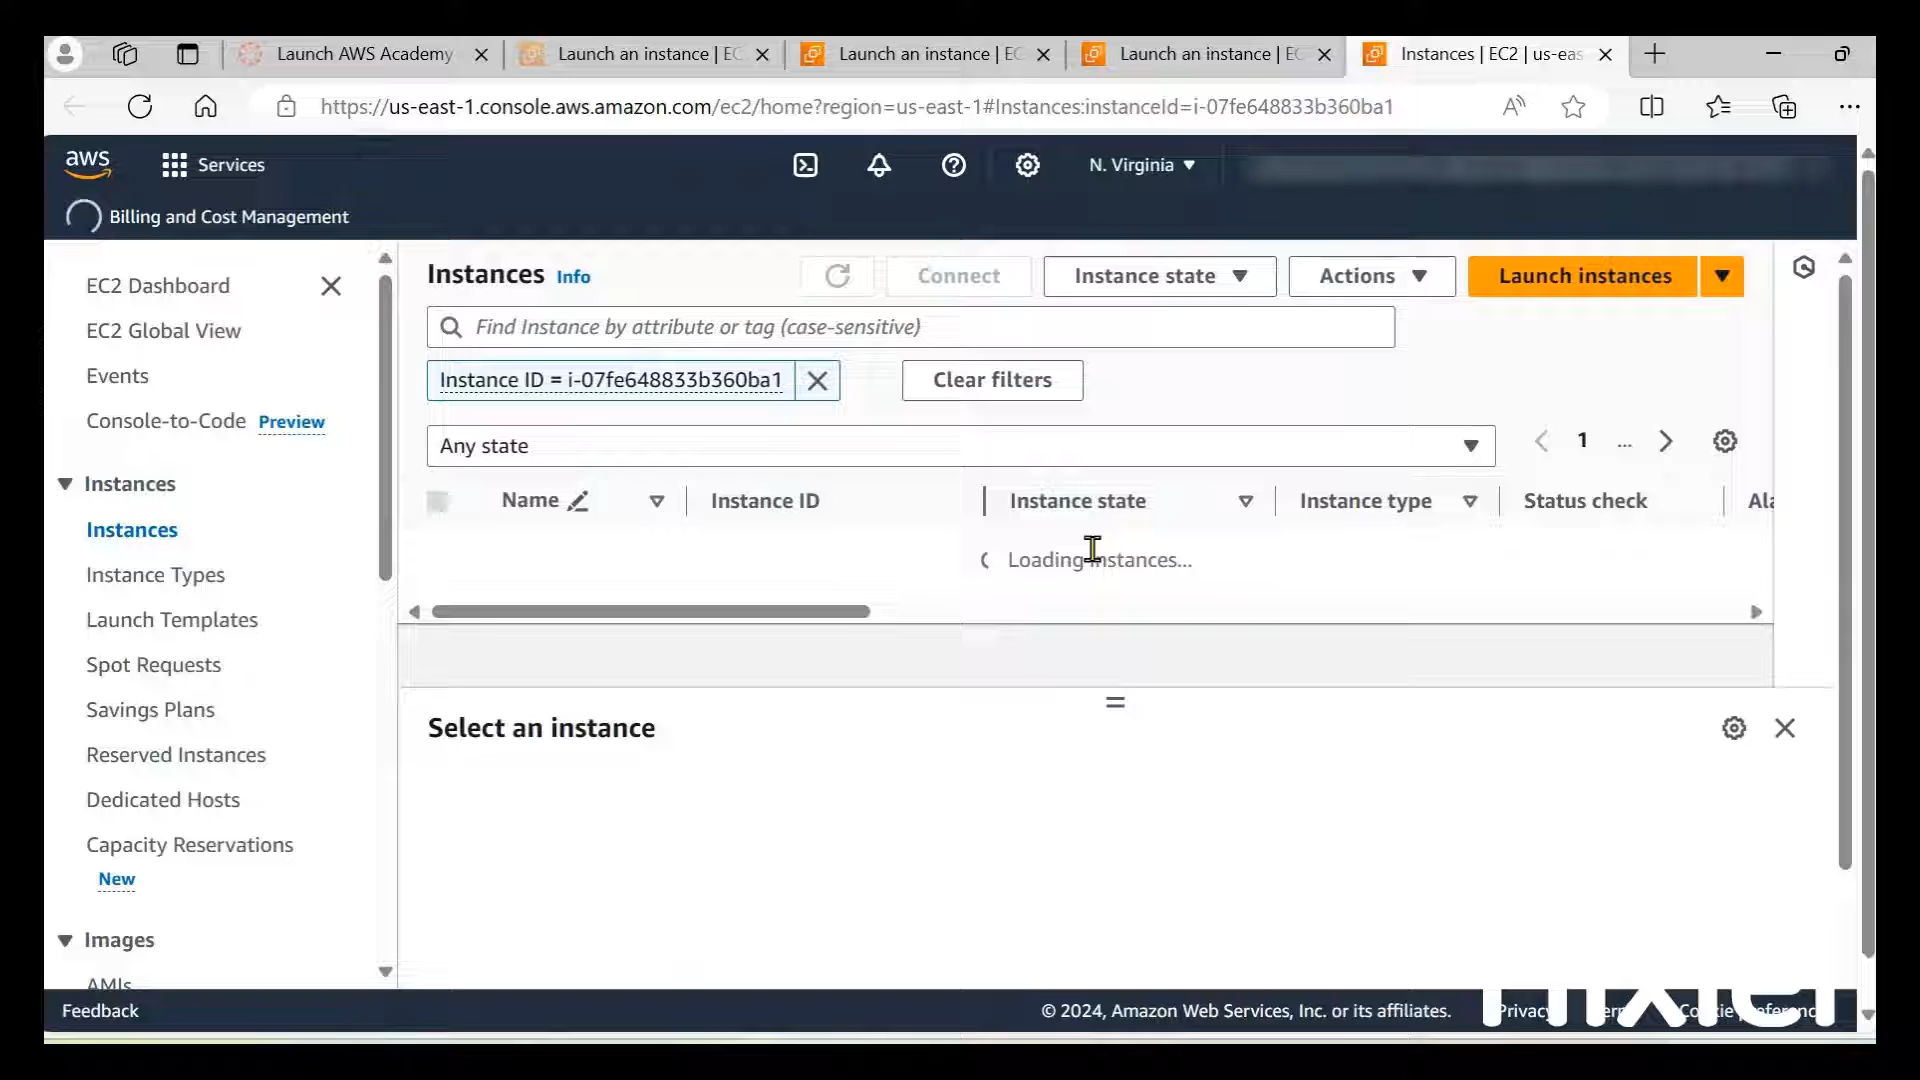 Launch AWS Academy
Launch an instance | EC
Launch an instance | EC
Launch an instance | EC
Instances | EC2 | us-eas
https://us-east-1.console.aws.amazon.com/ec2/home?region=us-east-1#Instances:instanceId=i-07fe648833b360ba1
aws
Services
N. Virginia
Billing and Cost Management
EC2 Dashboard
EC2 Global View
Events
Console-to-Code Preview
Instances
Instances
Instance Types
Launch Templates
Spot Requests
Savings Plans
Reserved Instances
Dedicated Hosts
Capacity Reservations
New
Images
AMIs
Instances Info
Connect
Instance state
Actions
Launch instances
Find Instance by attribute or tag (case-sensitive)
Instance ID = i-07fe648833b360ba1
Clear filters
Any state
1 ...
Name
Instance ID
Instance state
Instance type
Status check
Ala
Loading instances...
Select an instance
Feedback
© 2024, Amazon Web Services, Inc. or its affiliates.
Privacy